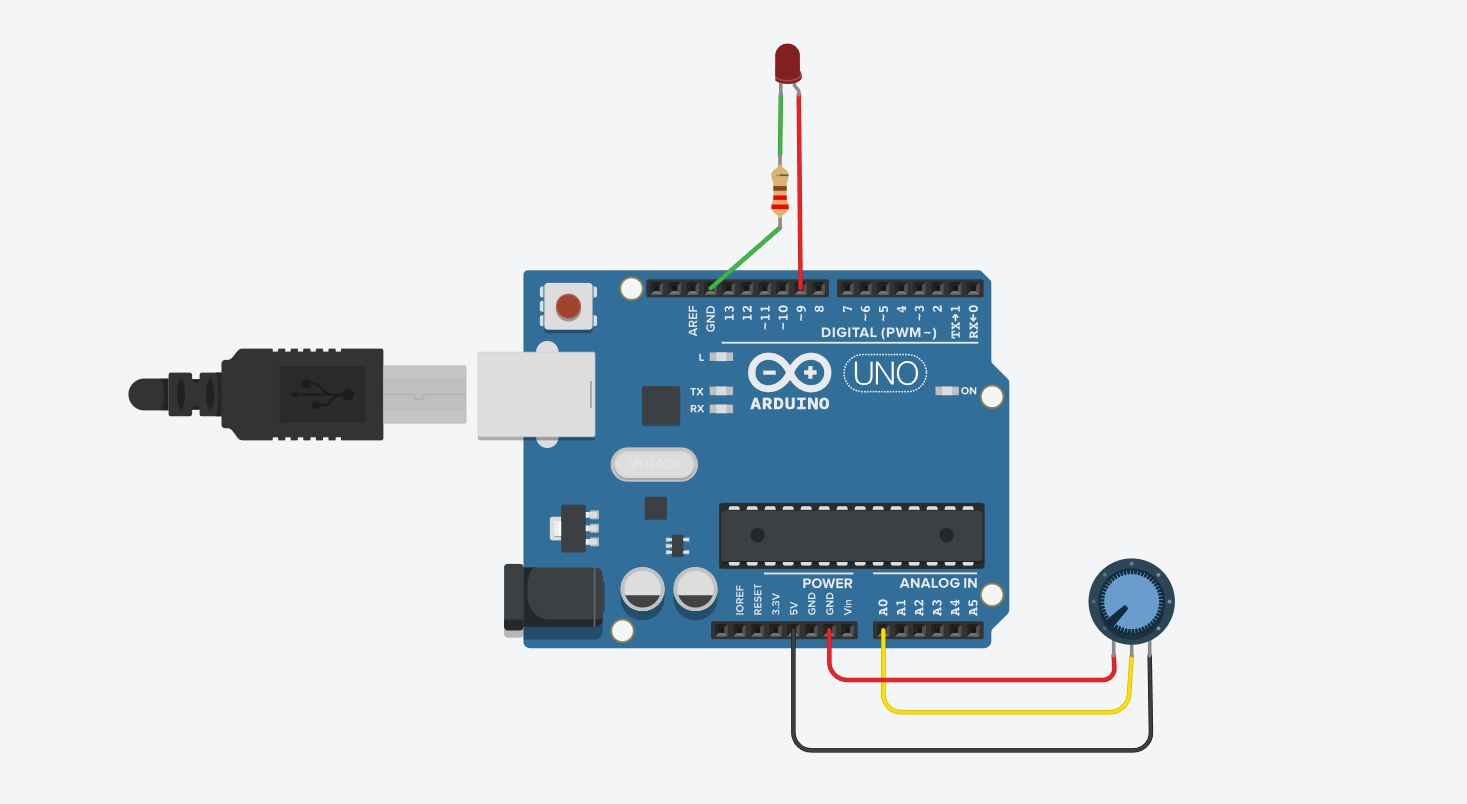 AREF
GND
13
12
~11
~10
~9
8
7
~6
~5
4
~3
2
TX→1
RX←0
DIGITAL (PWM~)
L
TX
RX
UNO
ON
ARDUINO
SPK16.000G
POWER
ANALOG IN
IOREF
RESET
3.3V
5V
GND
GND
Vin
A0
A1
A2
A3
A4
A5